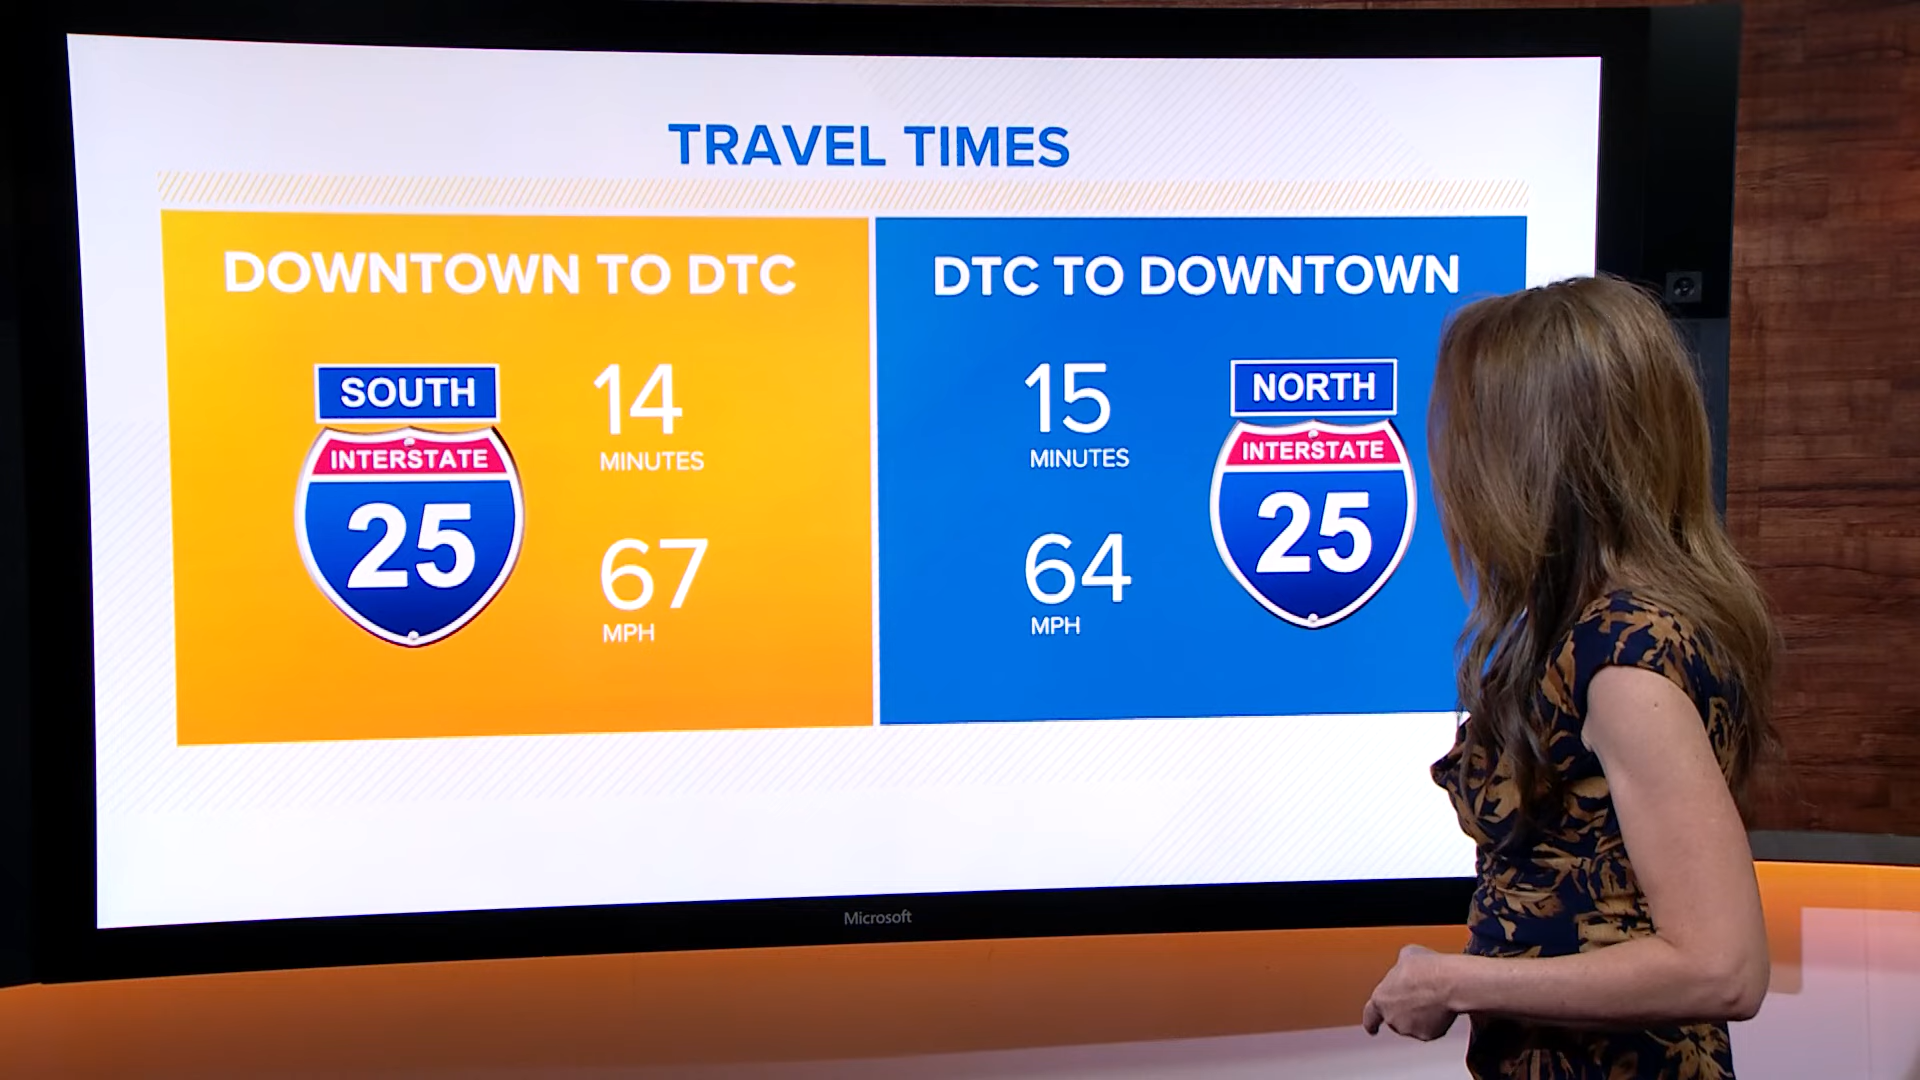 TRAVEL TIMES
DOWNTOWN TO DTC
SOUTH
INTERSTATE
25
14
MINUTES
67
MPH
DTC TO DOWNTOWN
15
MINUTES
64
MPH
NORTH
INTERSTATE
25
Microsoft